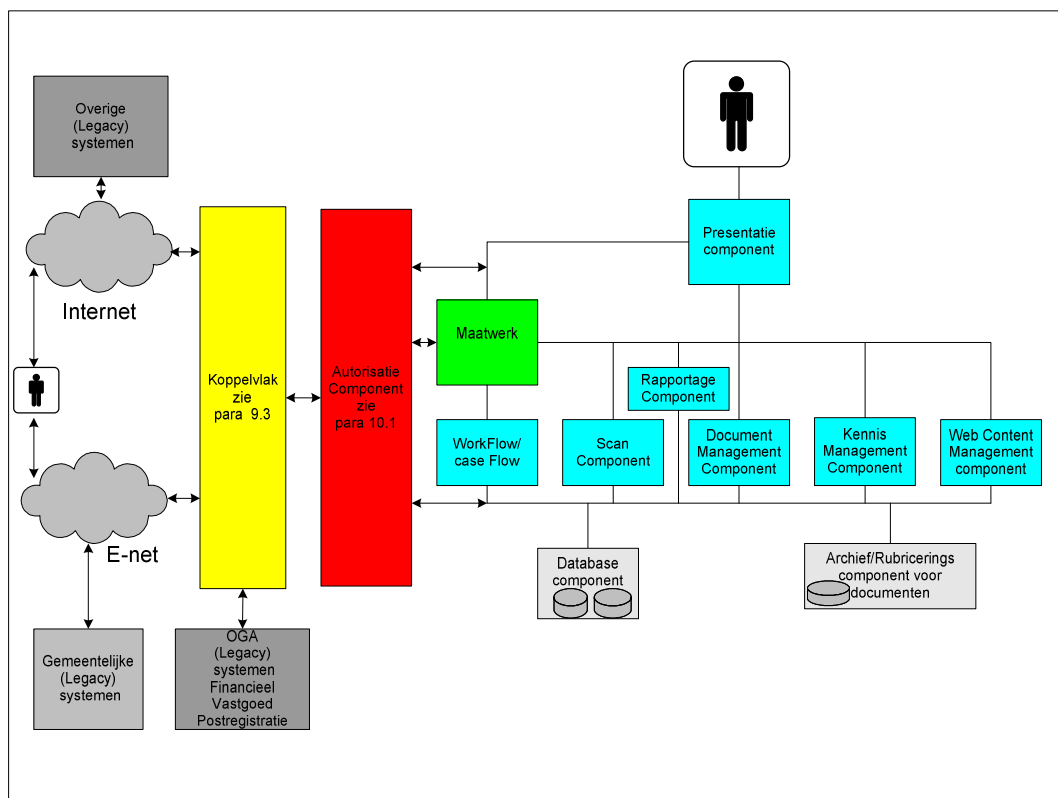 Overige
(Legacy)
systemen
Internet
E-net
Gemeentelijke
(Legacy)
systemen
Koppelvlak
zie
para 9.3
OGA
(Legacy)
systemen
Financieel
Vastgoed
Postregistratie
Autorisatie
Component
zie
para 10.1
Presentatie
component
Maatwerk
Rapportage
Component
WorkFlow/
case Flow
Scan
Component
Document
Management
Component
Kennis
Management
Component
Web Content
Management
component
Database
component
Archief/Rubricerings
component voor
documenten